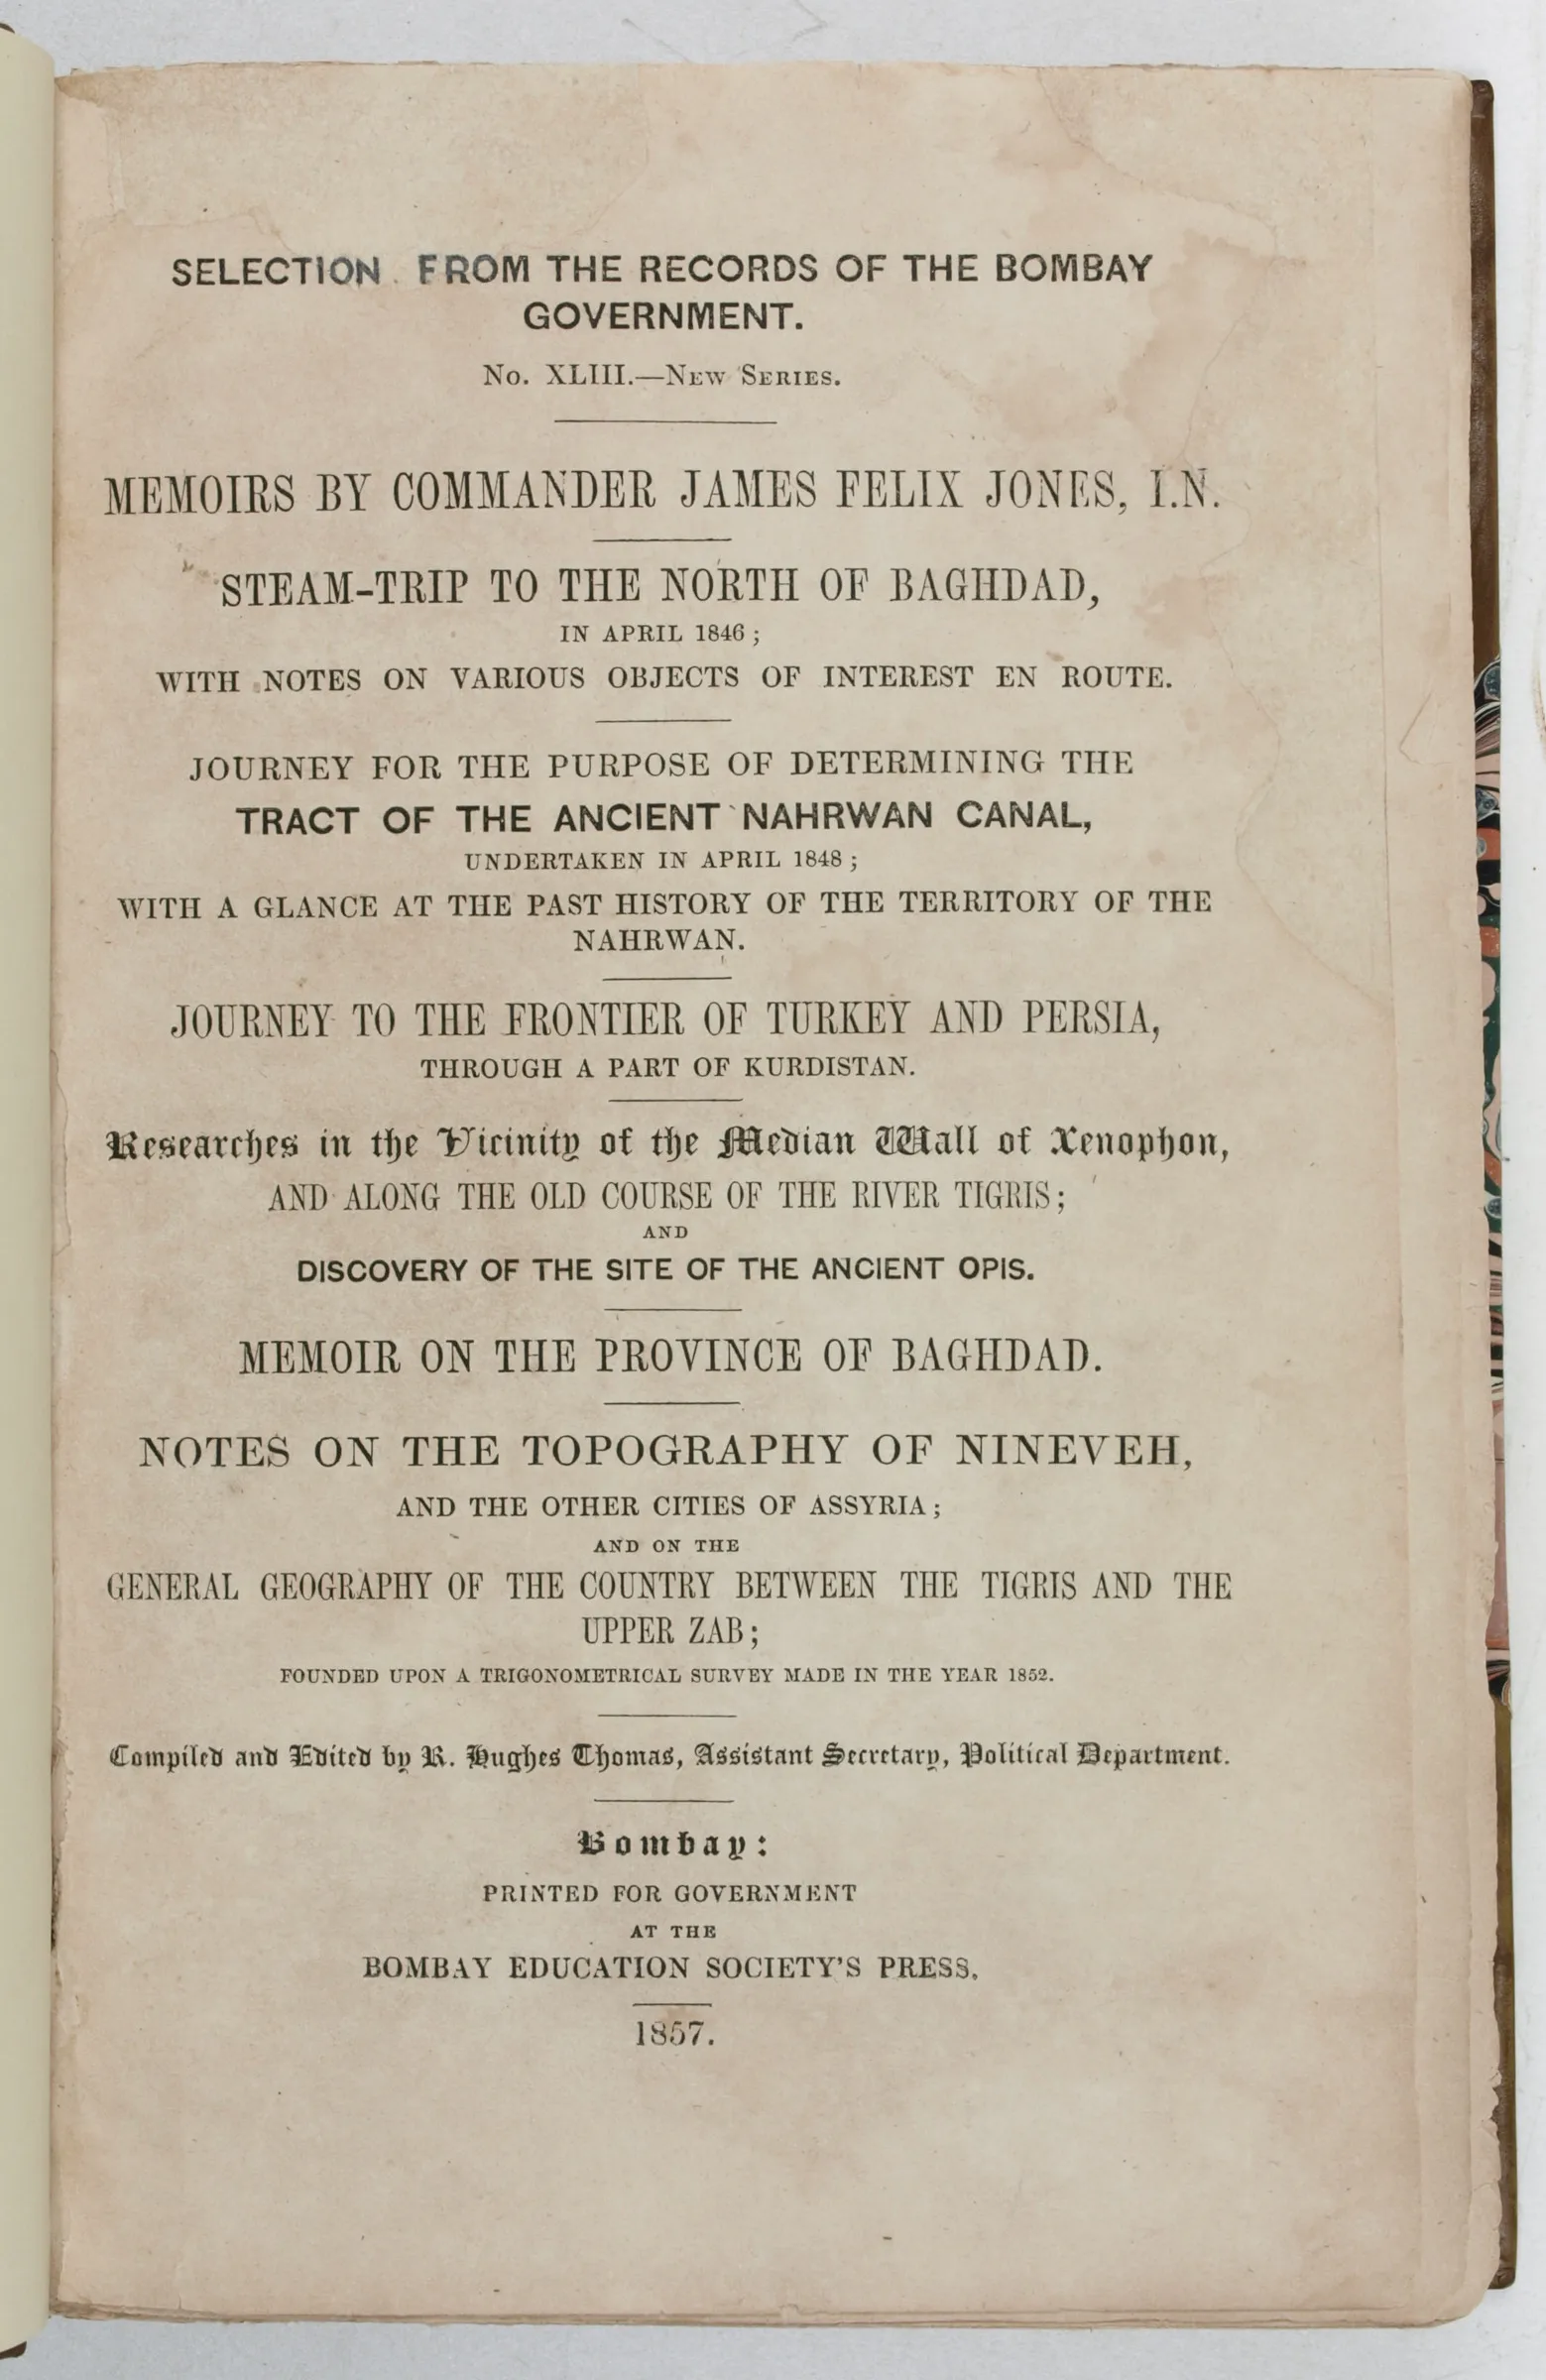 SELECTION FROM THE RECORDS OF THE BOMBAY
GOVERNMENT.
No. XLIII.—New Series.
MEMOIRS BY COMMANDER JAMES FELIX JONES, I.N.
STEAM-TRIP TO THE NORTH OF BAGHDAD,
IN APRIL 1846;
WITH NOTES ON VARIOUS OBJECTS OF INTEREST EN ROUTE.
JOURNEY FOR THE PURPOSE OF DETERMINING THE
TRACT OF THE ANCIENT NAHRWAN CANAL,
UNDERTAKEN IN APRIL 1848;
WITH A GLANCE AT THE PAST HISTORY OF THE TERRITORY OF THE
NAHRWAN.
JOURNEY TO THE FRONTIER OF TURKEY AND PERSIA,
THROUGH A PART OF KURDISTAN.
Researches in the Vicinity of the Median Wall of Xenophon,
AND ALONG THE OLD COURSE OF THE RIVER TIGRIS;
AND
DISCOVERY OF THE SITE OF THE ANCIENT OPIS.
MEMOIR ON THE PROVINCE OF BAGHDAD.
NOTES ON THE TOPOGRAPHY OF NINEVEH,
AND THE OTHER CITIES OF ASSYRIA;
AND ON THE
GENERAL GEOGRAPHY OF THE COUNTRY BETWEEN THE TIGRIS AND THE
UPPER ZAB;
FOUNDED UPON A TRIGONOMETRICAL SURVEY MADE IN THE YEAR 1852.
Compiled and Edited by R. Hughes Thomas, Assistant Secretary, Political Department.
Bombay:
PRINTED FOR GOVERNMENT
AT THE
BOMBAY EDUCATION SOCIETY'S PRESS.
1857.